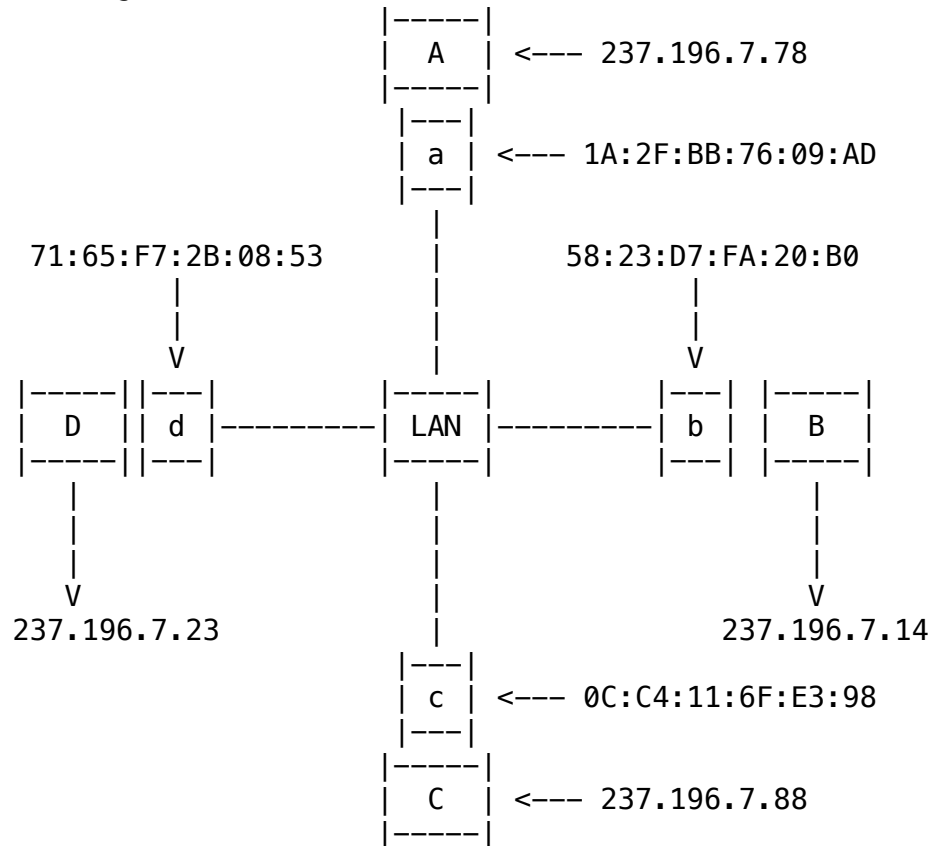 A <--- 237.196.7.78
a <--- 1A:2F:BB:76:09:AD
71:65:F7:2B:08:53 58:23:D7:FA:20:B0
V V
D d LAN b B
V V
237.196.7.23 237.196.7.14
c <--- 0C:C4:11:6F:E3:98
C <--- 237.196.7.88